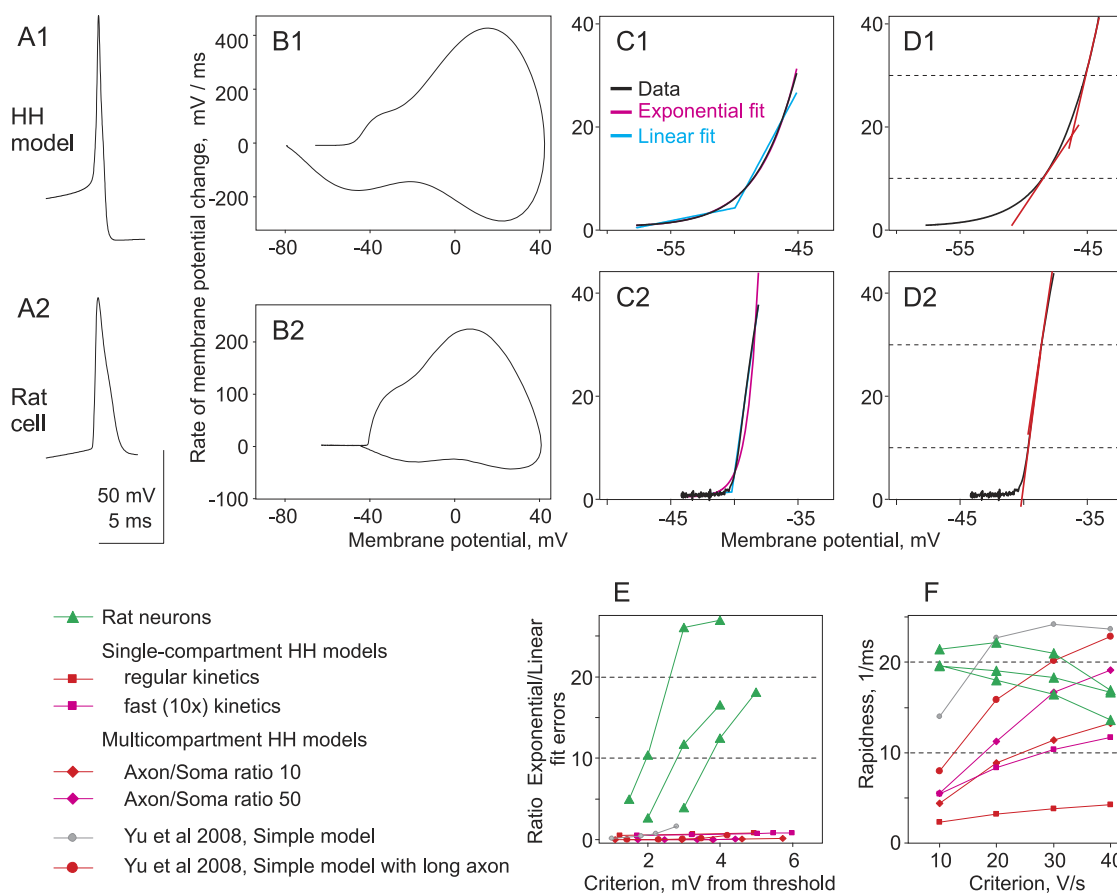 A1
HH
model
A2
Rat
cell
50 mV
5 ms
Rate of membrane potential change, mV / ms
B1
400
200
0
-200
-80
-40
0
40
B2
200
100
0
-100
-80
-40
0
40
Membrane potential, mV
C1
Data
Exponential fit
Linear fit
40
20
0
-55
-45
D1
40
20
0
-55
-45
C2
40
20
0
-45
-35
D2
40
20
0
-45
-35
Membrane potential, mV
Rat neurons
Single-compartment HH models
regular kinetics
fast (10x) kinetics
Multicompartment HH models
Axon/Soma ratio 10
Axon/Soma ratio 50
Yu et al 2008, Simple model
Yu et al 2008, Simple model with long axon
E
Ratio Exponential/Linear
fit errors
20
10
0
2
4
6
Criterion, mV from threshold
F
Rapidness, 1/ms
20
10
0
10
20
30
40
Criterion, V/s